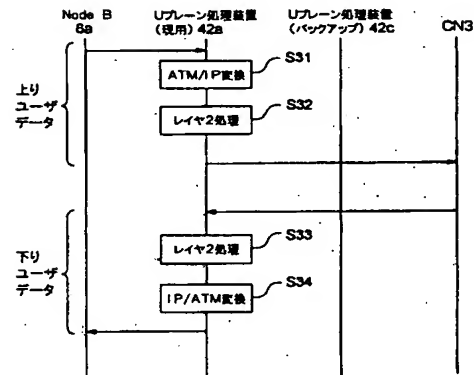 Node B
6a
Uプレーン処理装置
(現用) 42a
Uプレーン処理装置
(バックアップ) 42c
CN3
S31
ATM/IP変換
上り
ユーザ
データ
S32
レイヤ2処理
S33
レイヤ2処理
下り
ユーザ
データ
S34
IP/ATM変換